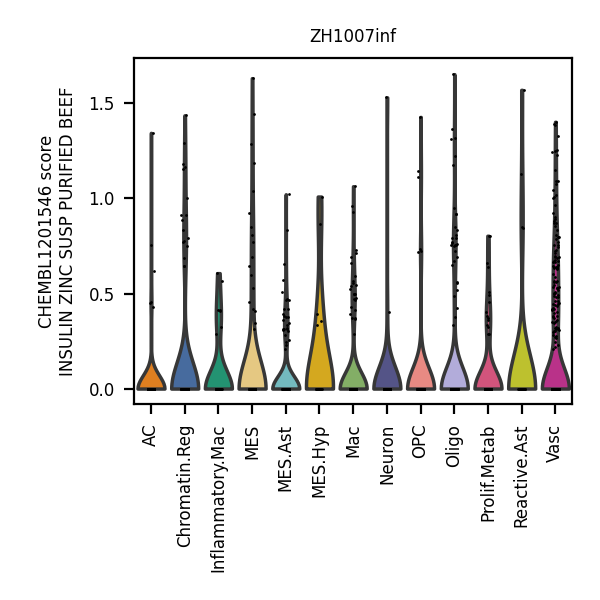 ZH1007inf
CHEMBL1201546 score
INSULIN ZINC SUSP PURIFIED BEEF
1.5
1.0
0.5
0.0
AC
Chromatin.Reg
Inflammatory.Mac
MES
MES.Ast
MES.Hyp
Mac
Neuron
OPC
Oligo
Prolif.Metab
Reactive.Ast
Vasc